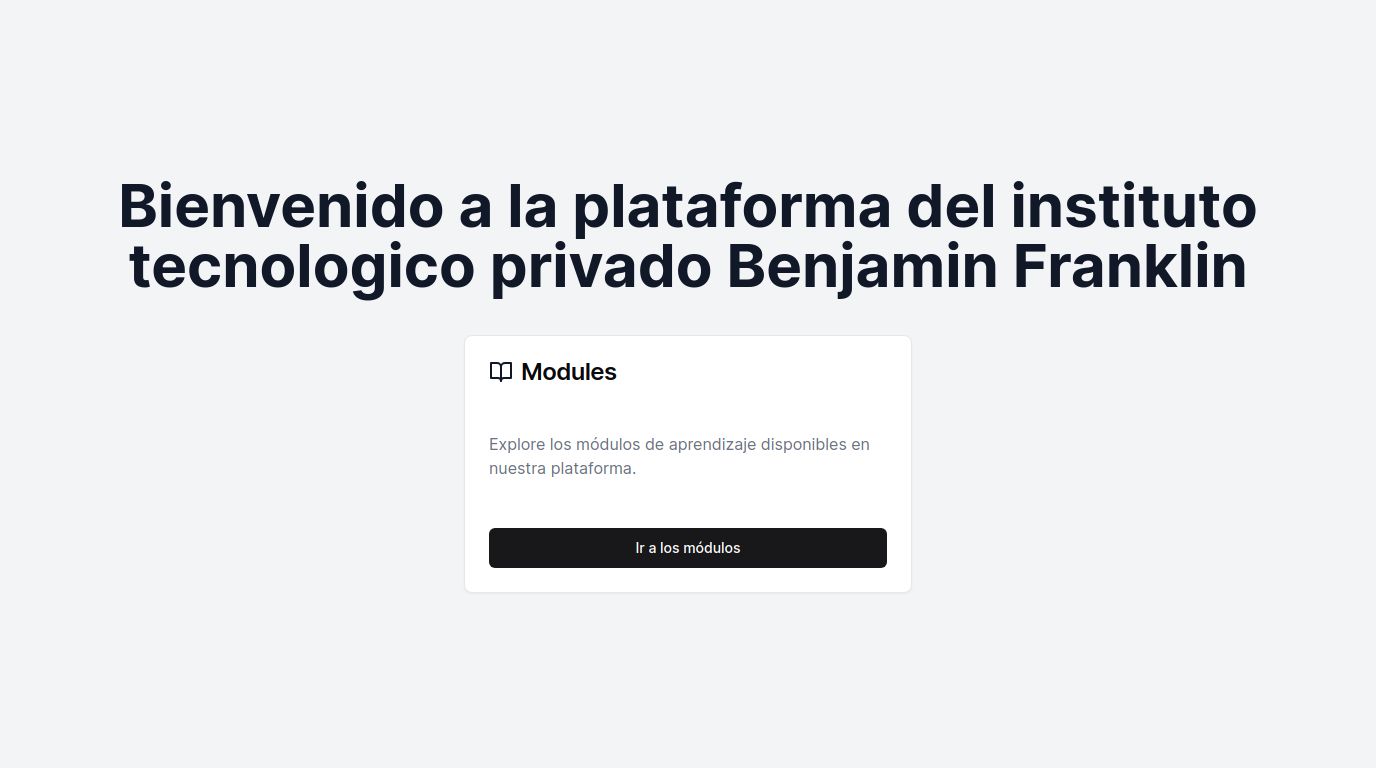 Bienvenido a la plataforma del instituto
tecnologico privado Benjamin Franklin
Modules
Explore los módulos de aprendizaje disponibles en
nuestra plataforma.
Ir a los módulos